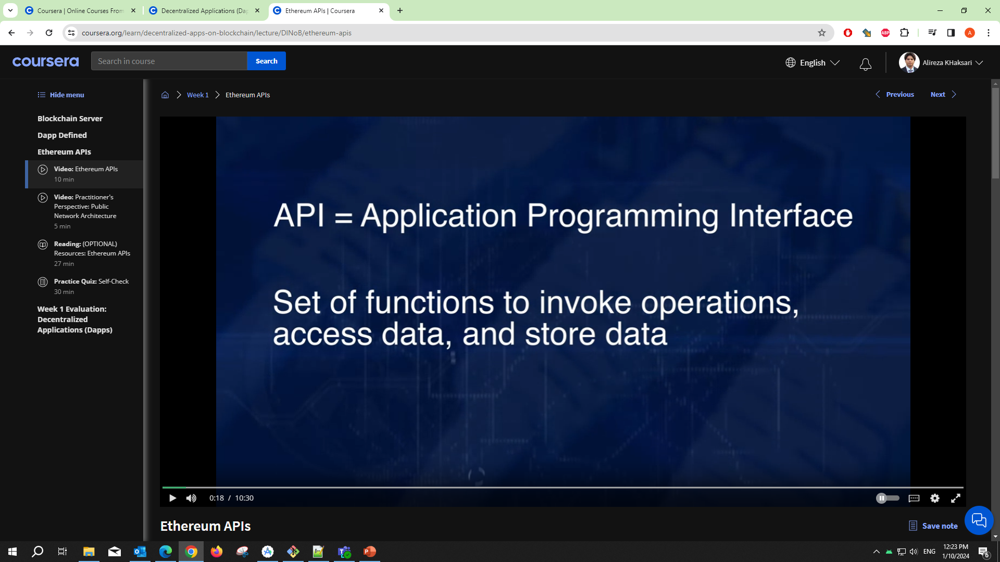 Coursera | Online Courses From
Decentralized Applications (Da
Ethereum APIs | Coursera
coursera.org/learn/decentralized-apps-on-blockchain/lecture/DINoB/ethereum-apis
ABP
A
coursera
Search in course
Search
English
Alireza KHaksari
Hide menu
Week 1
Ethereum APIs
Previous
Next
Blockchain Server
Dapp Defined
Ethereum APIs
Video: Ethereum APIs
10 min
Video: Practitioner's
Perspective: Public
Network Architecture
5 min
Reading: (OPTIONAL)
Resources: Ethereum APIs
27 min
Practice Quiz: Self-Check
30 min
Week 1 Evaluation:
Decentralized
Applications (Dapps)
API = Application Programming Interface
Set of functions to invoke operations,
access data, and store data
0:18 / 10:30
Ethereum APIs
Save note
ENG
12:23 PM
1/10/2024
6